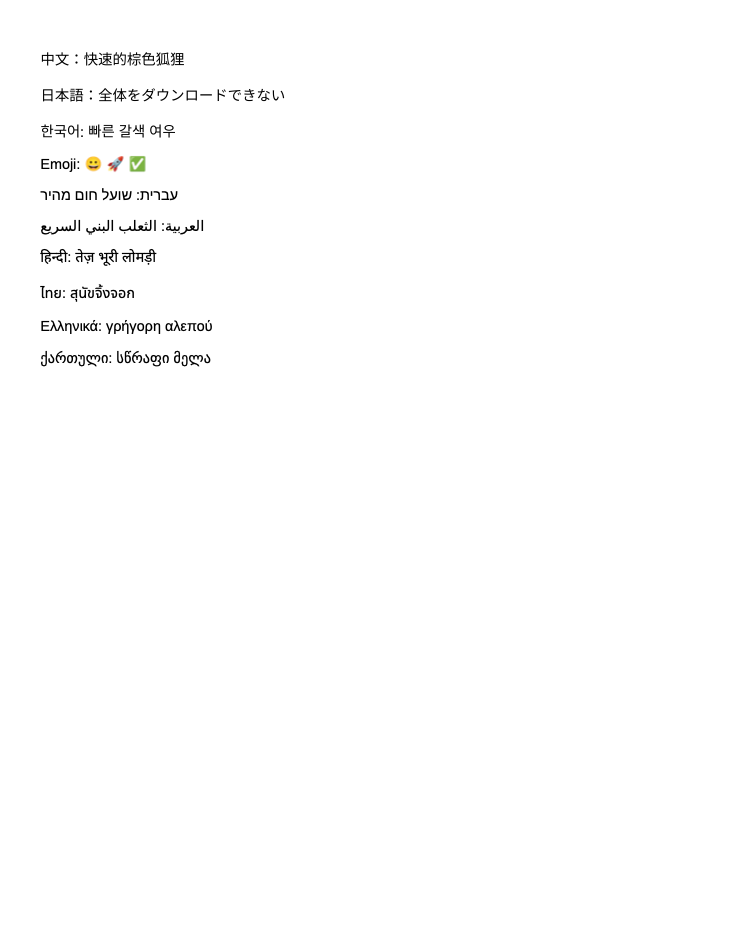 中文：快速的棕色狐狸
日本語：全体をダウンロードできない
한국어: 빠른 갈색 여우
Emoji: 😀 🚀 ✅
עברית: שועל חום מהיר
العربية: الثعلب البني السريع
हिन्दी: तेज़ भूरी लोमड़ी
ไทย: สุนัขจิ้งจอก
Ελληνικά: γρήγορη αλεπού
ქართული: სწრაფი მელა